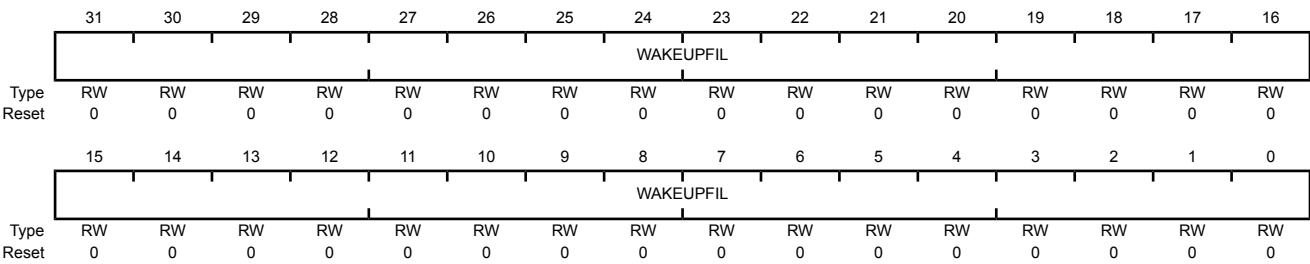 31 30 29 28 27 26 25 24 23 22 21 20 19 18 17 16
WAKEUPFIL
Type RW RW RW RW RW RW RW RW RW RW RW RW RW RW RW RW
Reset 0 0 0 0 0 0 0 0 0 0 0 0 0 0 0 0
15 14 13 12 11 10 9 8 7 6 5 4 3 2 1 0
WAKEUPFIL
Type RW RW RW RW RW RW RW RW RW RW RW RW RW RW RW RW
Reset 0 0 0 0 0 0 0 0 0 0 0 0 0 0 0 0